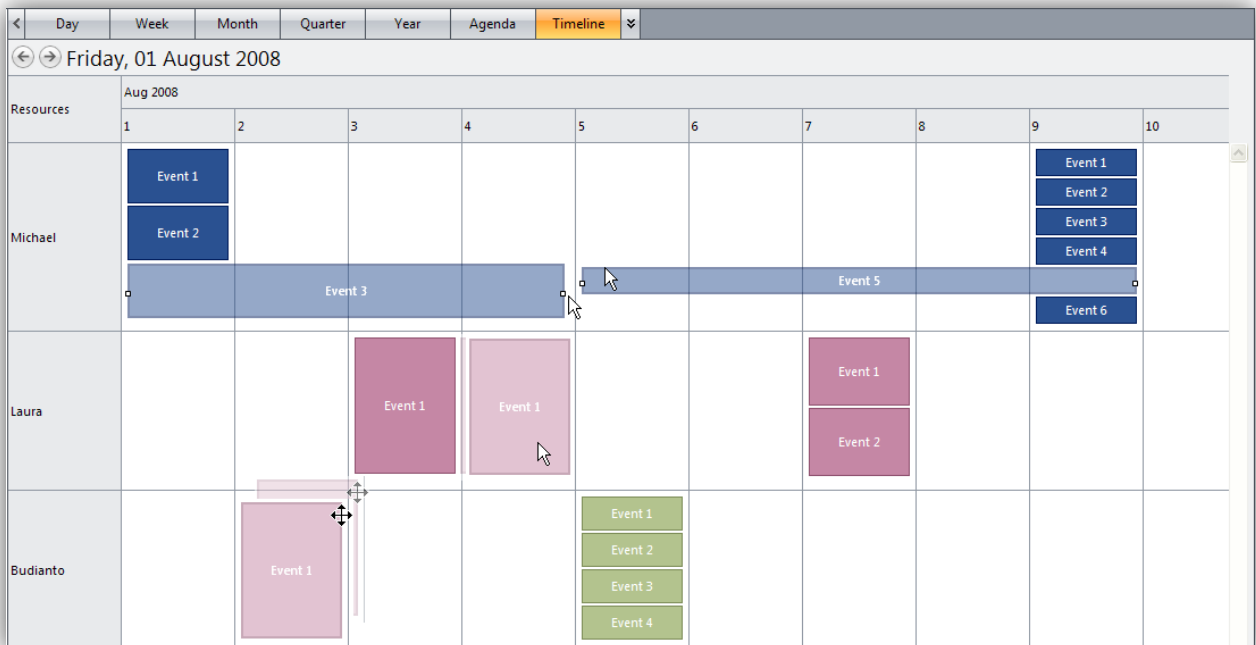 Day Week Month Quarter Year Agenda Timeline
Friday, 01 August 2008
Resources
Aug 2008
1 2 3 4 5 6 7 8 9 10
Michael
Event 1
Event 2
Event 3
Event 5
Event 1
Event 2
Event 3
Event 4
Event 6
Laura
Event 1
Event 1
Event 1
Event 2
Budianto
Event 1
Event 1
Event 2
Event 3
Event 4